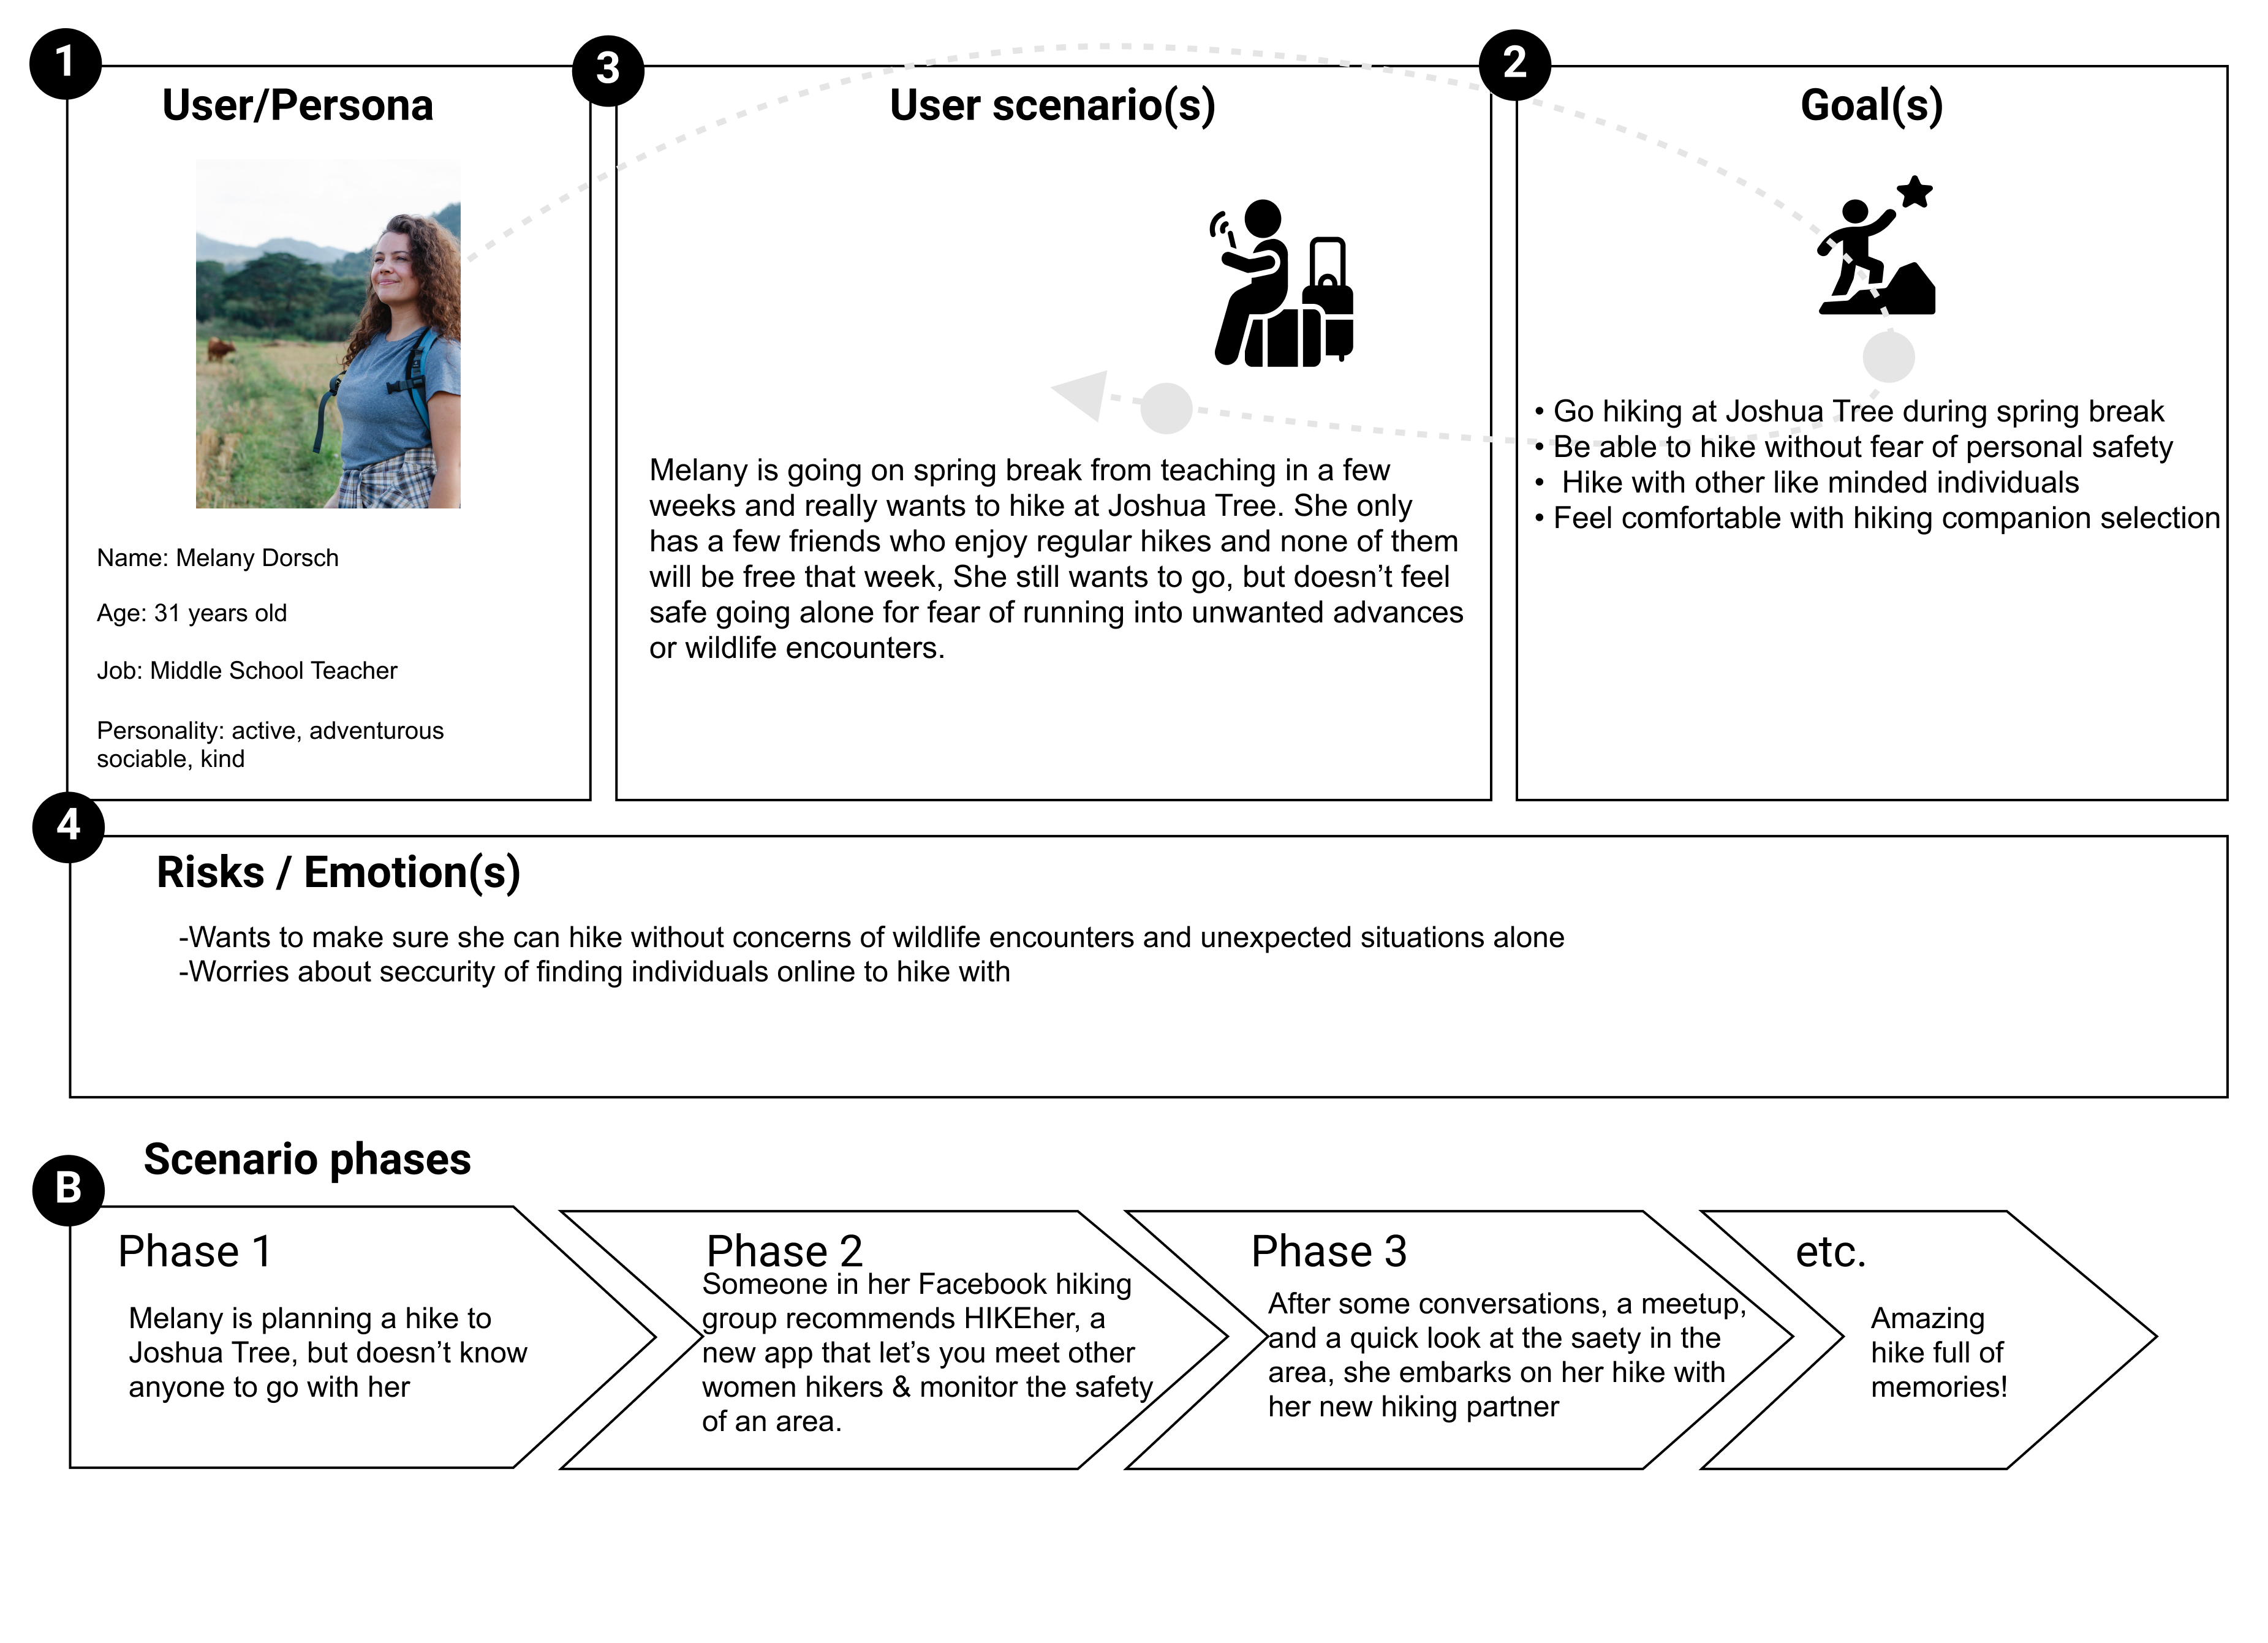 1
User/Persona
Name: Melany Dorsch
Age: 31 years old
Job: Middle School Teacher
Personality: active, adventurous
sociable, kind
3
User scenario(s)
Melany is going on spring break from teaching in a few
weeks and really wants to hike at Joshua Tree. She only
has a few friends who enjoy regular hikes and none of them
will be free that week, She still wants to go, but doesn’t feel
safe going alone for fear of running into unwanted advances
or wildlife encounters.
2
Goal(s)
• Go hiking at Joshua Tree during spring break
• Be able to hike without fear of personal safety
• Hike with other like minded individuals
• Feel comfortable with hiking companion selection
4
Risks / Emotion(s)
-Wants to make sure she can hike without concerns of wildlife encounters and unexpected situations alone
-Worries about seccurity of finding individuals online to hike with
B
Scenario phases
Phase 1
Melany is planning a hike to
Joshua Tree, but doesn’t know
anyone to go with her
Phase 2
Someone in her Facebook hiking
group recommends HIKEher, a
new app that let’s you meet other
women hikers & monitor the safety
of an area.
Phase 3
After some conversations, a meetup,
and a quick look at the saety in the
area, she embarks on her hike with
her new hiking partner
etc.
Amazing
hike full of
memories!